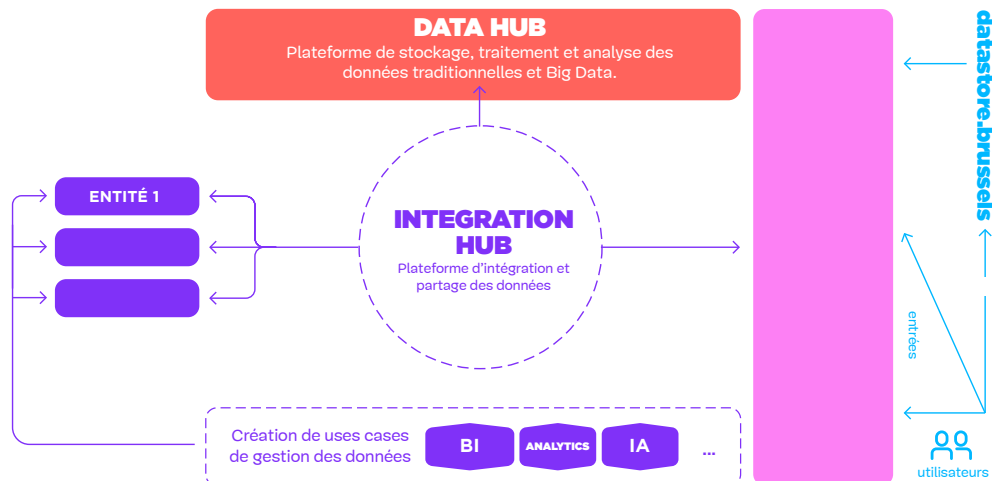 DATA HUB
Plateforme de stockage, traitement et analyse des
données traditionnelles et Big Data.
datastore.brussels
ENTITÉ 1
INTEGRATION
HUB
Plateforme d'intégration et
partage des données
entrées
Création de uses cases
de gestion des données
BI
ANALYTICS
IA
...
utilisateurs